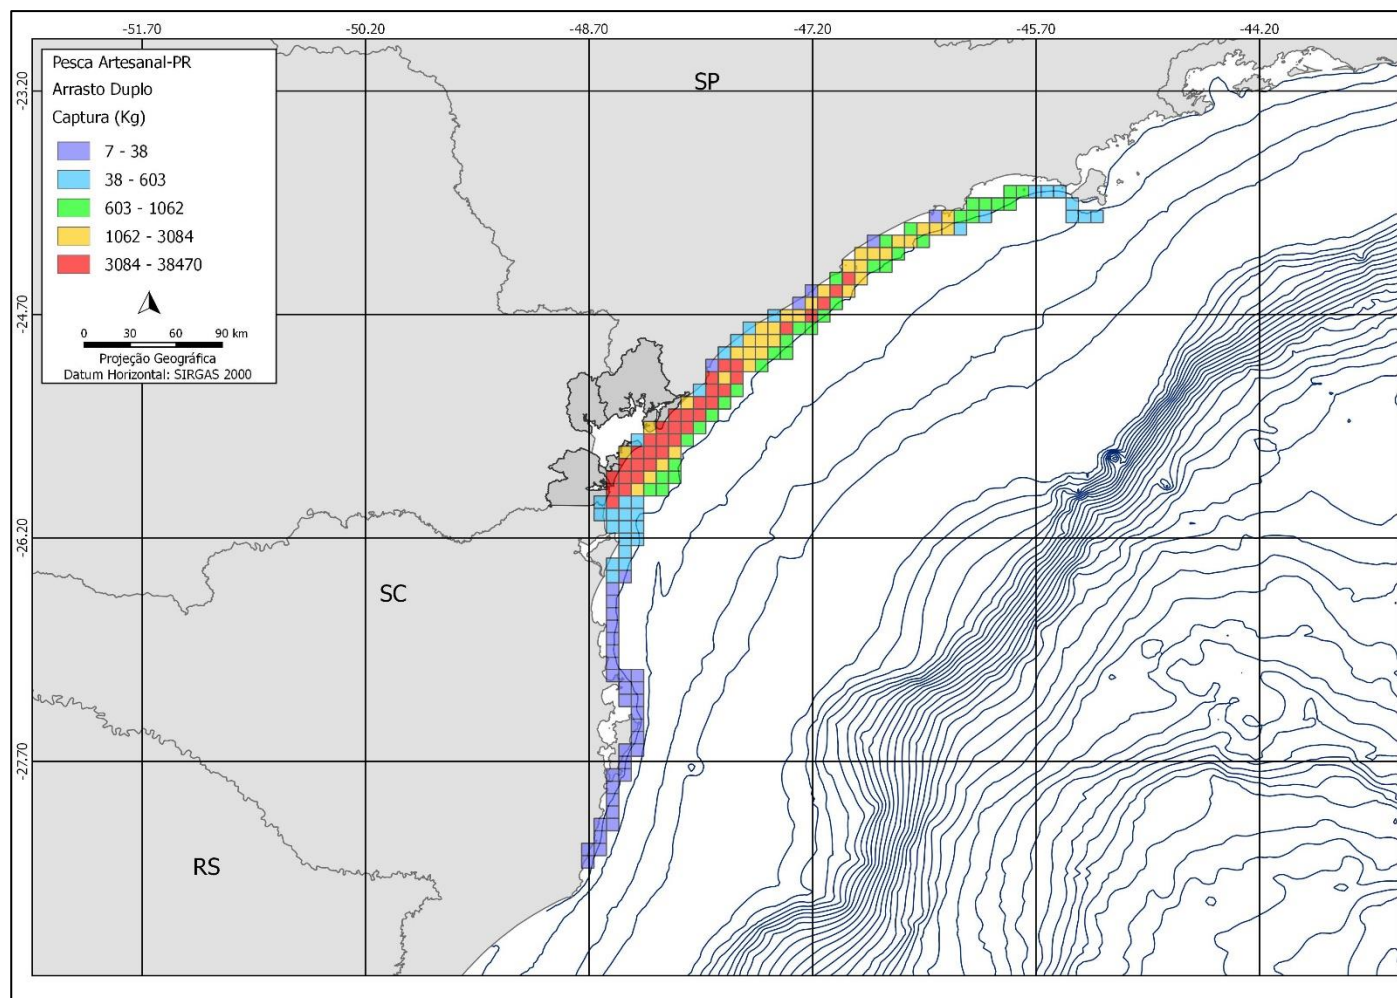 -51.70 -50.20 -48.70 -47.20 -45.70 -44.20
-23.20
-24.70
-26.20
-27.70
Pesca Artesanal-PR
Arrasto Duplo
Captura (Kg)
7 - 38
38 - 603
603 - 1062
1062 - 3084
3084 - 38470
0 30 60 90 km
Projeção Geográfica
Datum Horizontal: SIRGAS 2000
SP
SC
RS